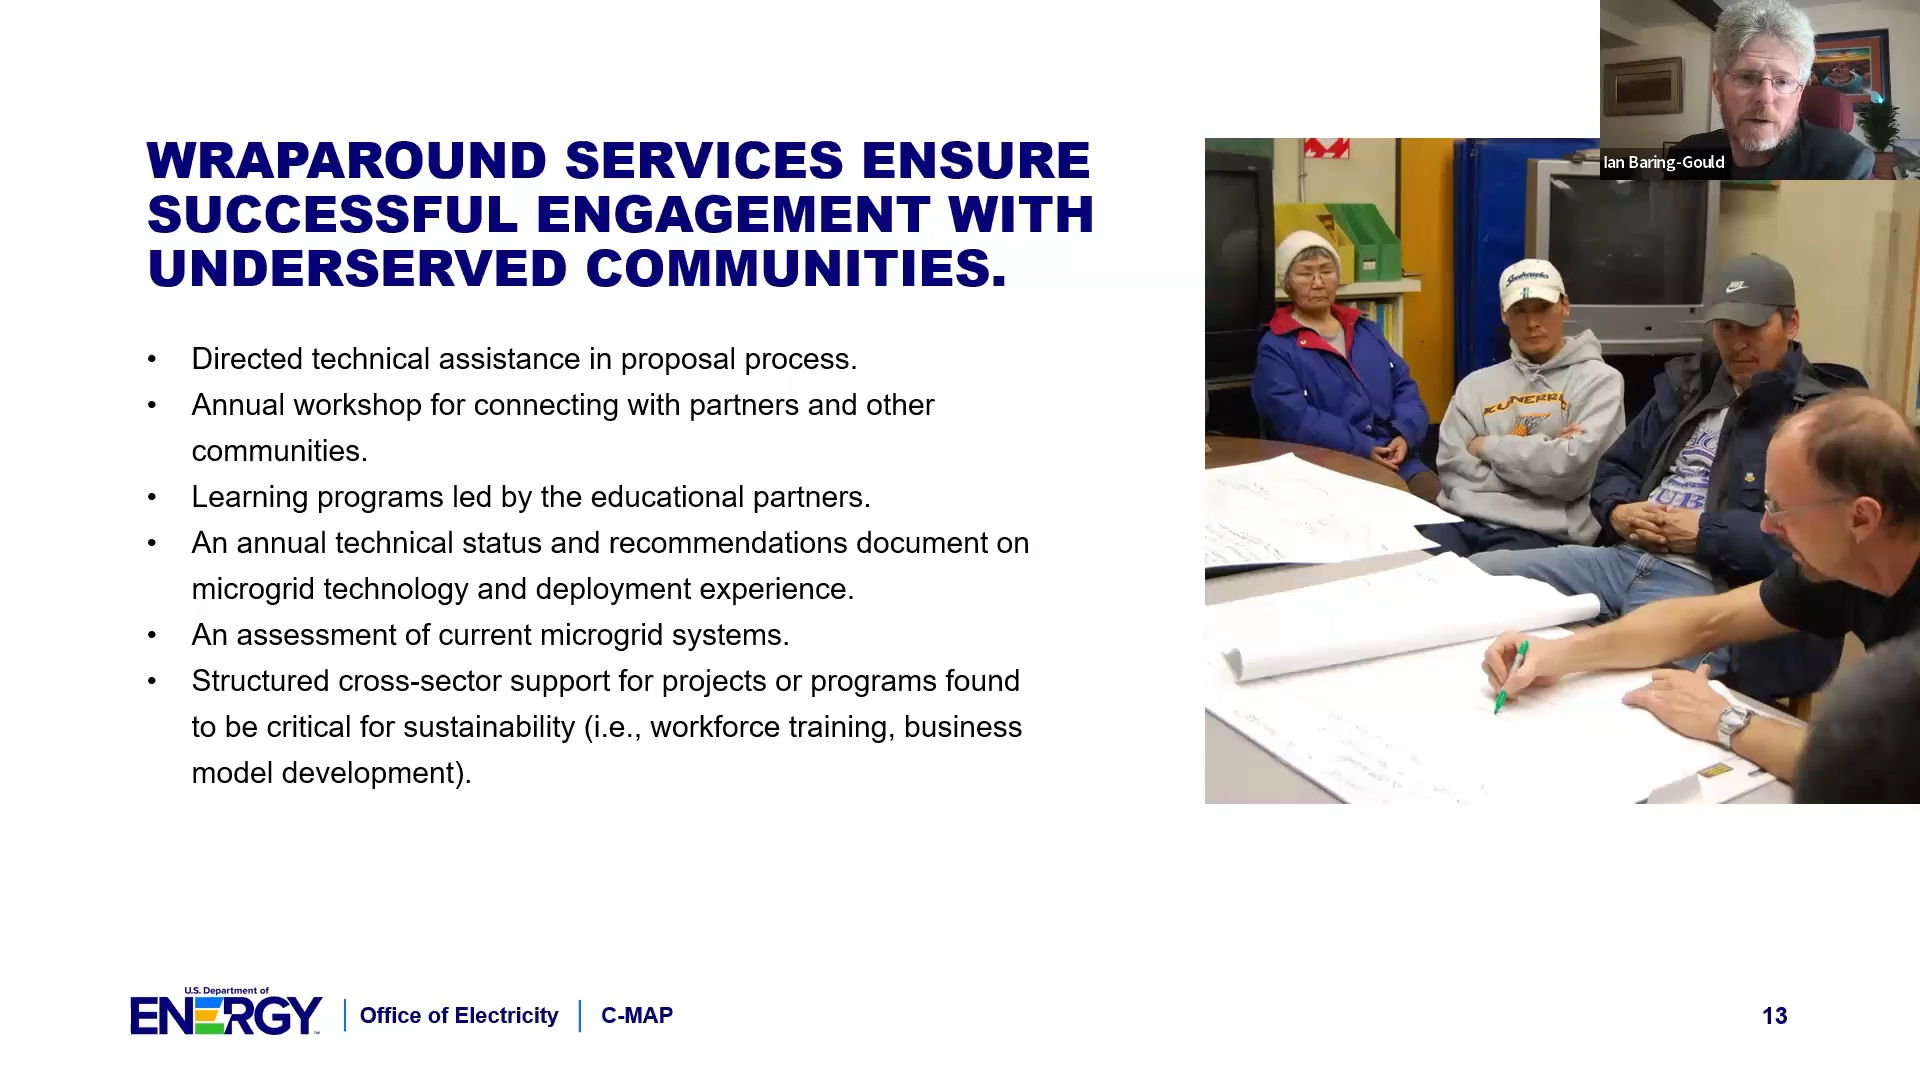 Ian Baring-Gould
WRAPAROUND SERVICES ENSURE
SUCCESSFUL ENGAGEMENT WITH
UNDERSERVED COMMUNITIES.
• Directed technical assistance in proposal process.
• Annual workshop for connecting with partners and other
communities.
• Learning programs led by the educational partners.
• An annual technical status and recommendations document on
microgrid technology and deployment experience.
• An assessment of current microgrid systems.
• Structured cross-sector support for projects or programs found
to be critical for sustainability (i.e., workforce training, business
model development).
Seahawks
U.S. Department of
ENERGY
Office of Electricity
C-MAP
13